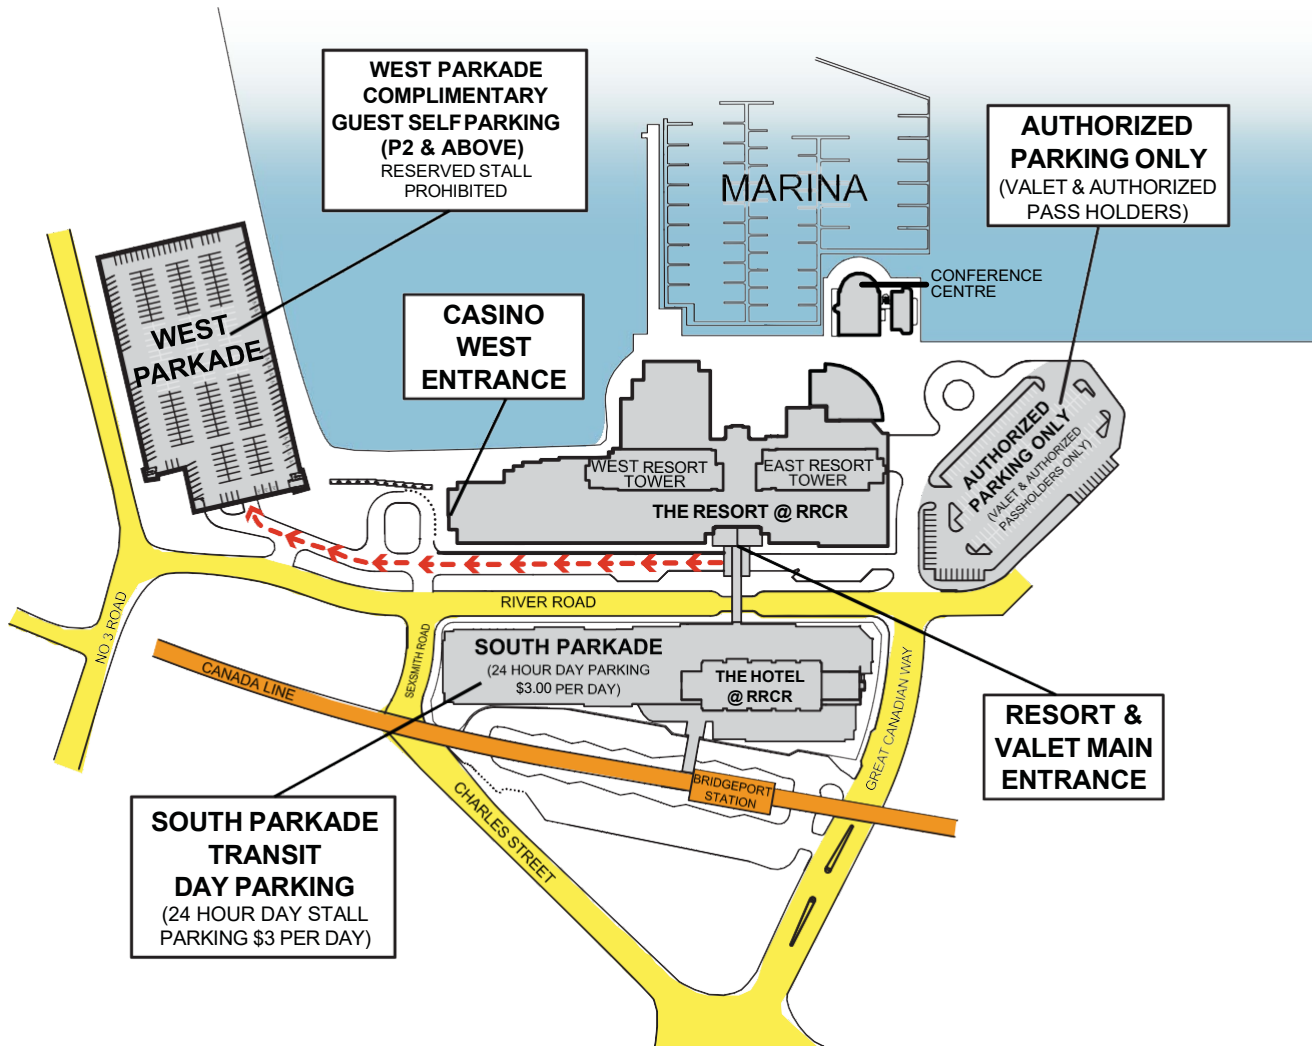 WEST PARKADE
COMPLIMENTARY
GUEST SELF PARKING
(P2 & ABOVE)
RESERVED STALL
PROHIBITED
MARINA
AUTHORIZED
PARKING ONLY
(VALET & AUTHORIZED
PASS HOLDERS)
CONFERENCE
CENTRE
WEST
PARKADE
CASINO
WEST
ENTRANCE
WEST RESORT
TOWER
EAST RESORT
TOWER
THE RESORT @ RRCR
AUTHORIZED
PARKING ONLY
(VALET & AUTHORIZED
PASSHOLDERS ONLY)
RIVER ROAD
NO 3 ROAD
SEXSMITH ROAD
SOUTH PARKADE
(24 HOUR DAY PARKING
$3.00 PER DAY)
THE HOTEL
@ RRCR
CANADA LINE
GREAT CANADIAN WAY
RESORT &
VALET MAIN
ENTRANCE
BRIDGEPORT
STATION
CHARLES STREET
SOUTH PARKADE
TRANSIT
DAY PARKING
(24 HOUR DAY STALL
PARKING $3 PER DAY)